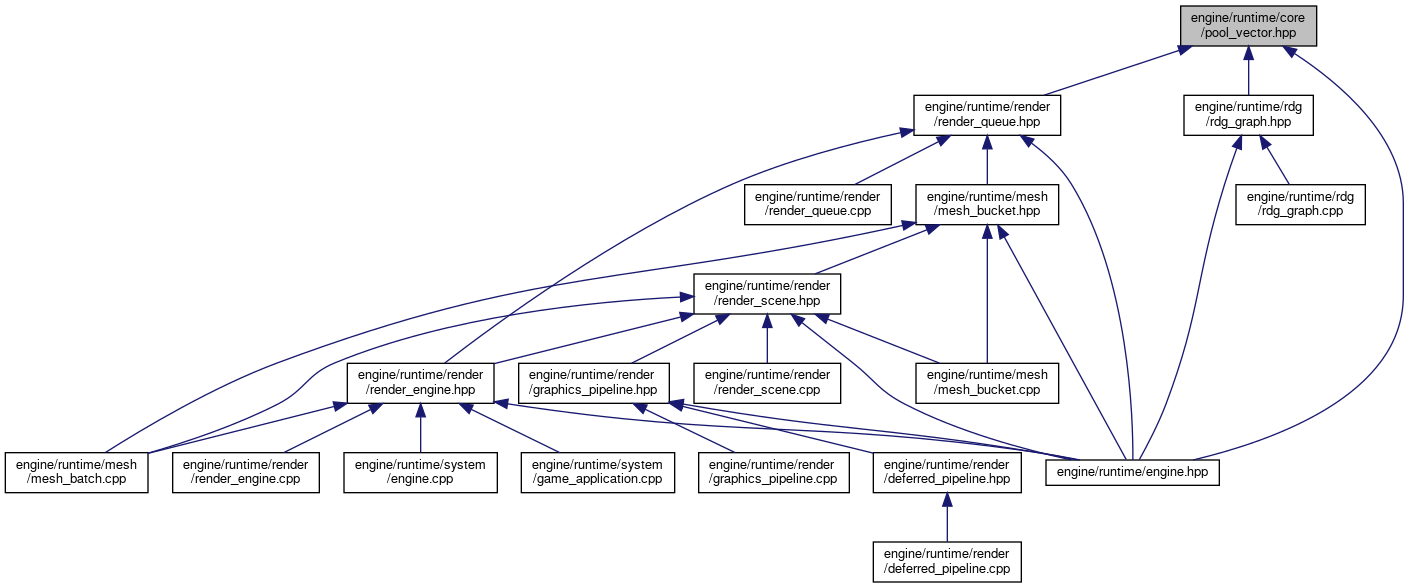 engine/runtime/core
/pool_vector.hpp
engine/runtime/render
/render_queue.hpp
engine/runtime/rdg
/rdg_graph.hpp
engine/runtime/render
/render_queue.cpp
engine/runtime/mesh
/mesh_bucket.hpp
engine/runtime/rdg
/rdg_graph.cpp
engine/runtime/render
/render_scene.hpp
engine/runtime/render
/render_engine.hpp
engine/runtime/render
/graphics_pipeline.hpp
engine/runtime/render
/render_scene.cpp
engine/runtime/mesh
/mesh_bucket.cpp
engine/runtime/mesh
/mesh_batch.cpp
engine/runtime/render
/render_engine.cpp
engine/runtime/system
/engine.cpp
engine/runtime/system
/game_application.cpp
engine/runtime/render
/graphics_pipeline.cpp
engine/runtime/render
/deferred_pipeline.hpp
engine/runtime/engine.hpp
engine/runtime/render
/deferred_pipeline.cpp